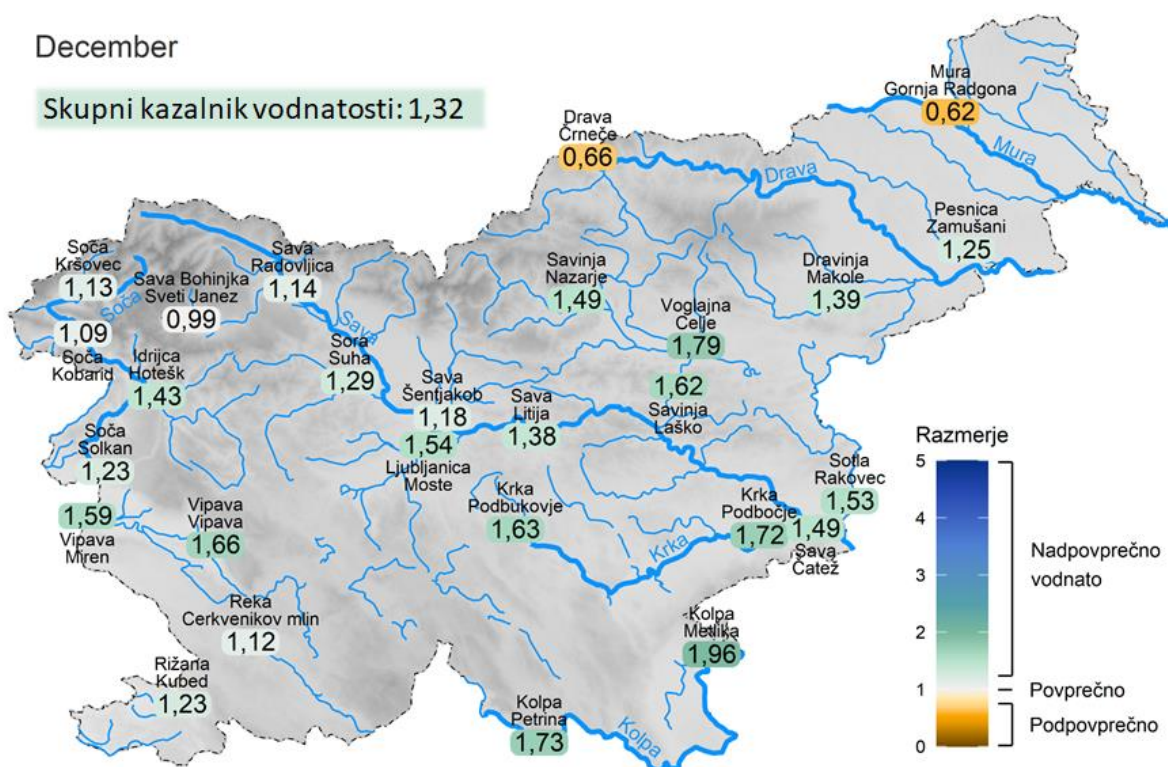 December
Skupni kazalnik vodnatosti: 1,32
Mura
Gornja Radgona
0,62
Mura
Drava
Črneče
0,66
Drava
Pesnica
Zamušani
1,25
Soča
Kršovec
1,13
Soča
Sava Bohinjka
Sveti Janez
0,99
Sava
Radovljica
1,14
Sava
Savinja
Nazarje
1,49
Dravinja
Makole
1,39
Voglajna
Celje
1,79
1,09
Soča
Kobarid
Idrijca
Hotešk
1,43
Sora
Suha
1,29
Sava
Šentjakob
1,18
1,54
Ljubljanica
Moste
Sava
Litija
1,38
1,62
Savinja
Laško
Soča
Solkan
1,23
1,59
Vipava
Miren
Vipava
Vipava
1,66
Krka
Podbukovje
1,63
Krka
Krka
Podbočje
1,72
Sotla
Rakovec
1,53
1,49
Sava
Čatež
Reka
Cerkvenikov mlin
1,12
Kolpa
Metlika
1,96
Rižana
Kubed
1,23
Kolpa
Petrina
1,73
Kolpa
Razmerje
5
4
3
2
1
0
Nadpovprečno
vodnato
Povprečno
Podpovprečno